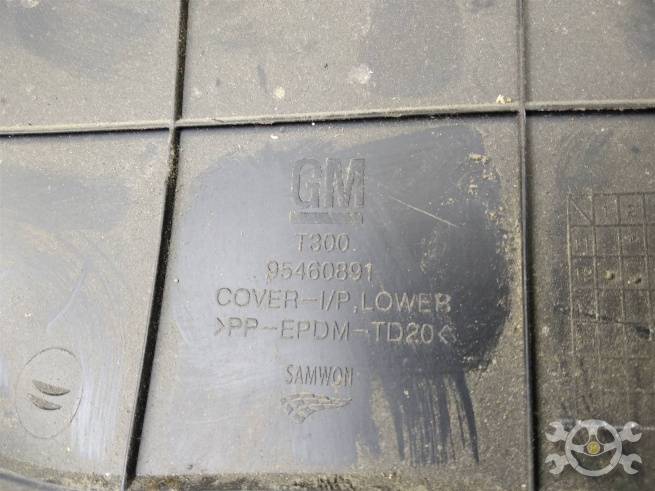 GM
T300
95460891
COVER-I/P, LOWER
>PP-EPDM-TD20<
SAMWON